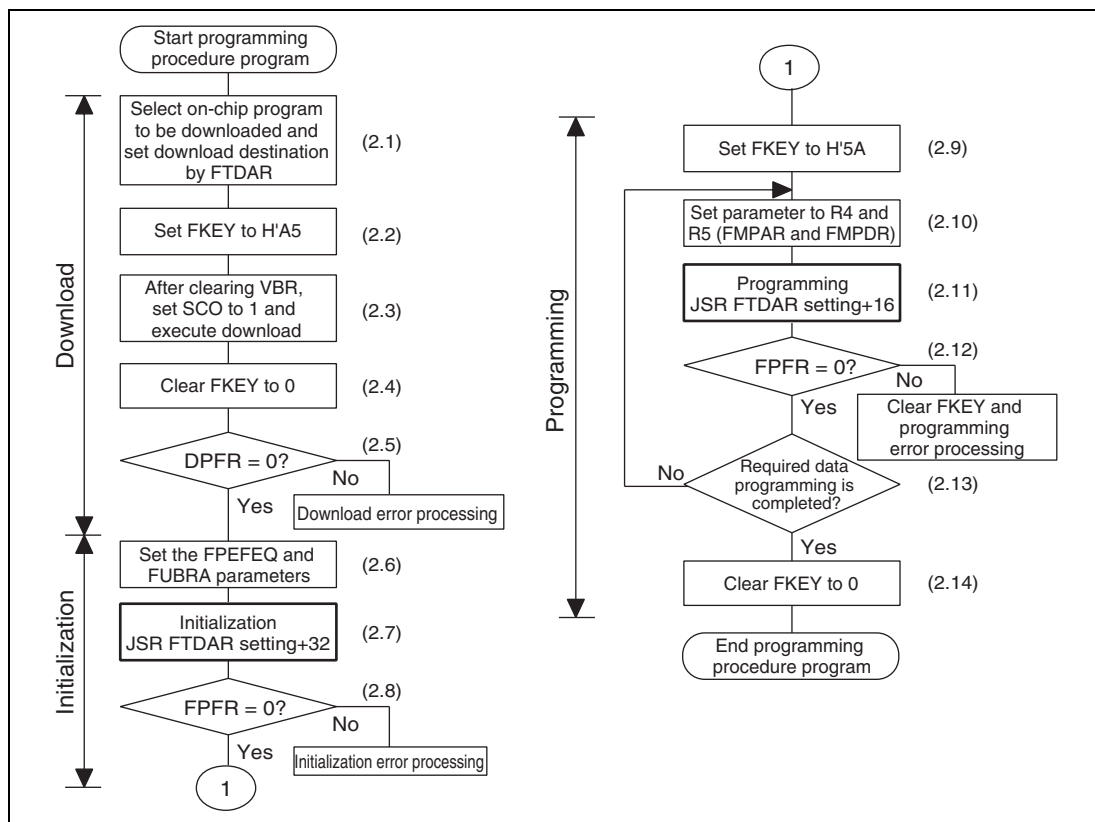 Start programming
procedure program
Select on-chip program
to be downloaded and
set download destination
by FTDAR
(2.1)
Set FKEY to H'A5
(2.2)
After clearing VBR,
set SCO to 1 and
execute download
(2.3)
Clear FKEY to 0
(2.4)
DPFR = 0?
(2.5)
No
Yes
Download error processing
Download
Set the FPEFEQ and
FUBRA parameters
(2.6)
Initialization
JSR FTDAR setting+32
(2.7)
FPFR = 0?
(2.8)
No
Yes
Initialization error processing
Initialization
1
1
Set FKEY to H'5A
(2.9)
Set parameter to R4 and
R5 (FMPAR and FMPDR)
(2.10)
Programming
JSR FTDAR setting+16
(2.11)
FPFR = 0?
(2.12)
No
Yes
Clear FKEY and
programming
error processing
Programming
No
Required data
programming is
completed?
(2.13)
Yes
Clear FKEY to 0
(2.14)
End programming
procedure program